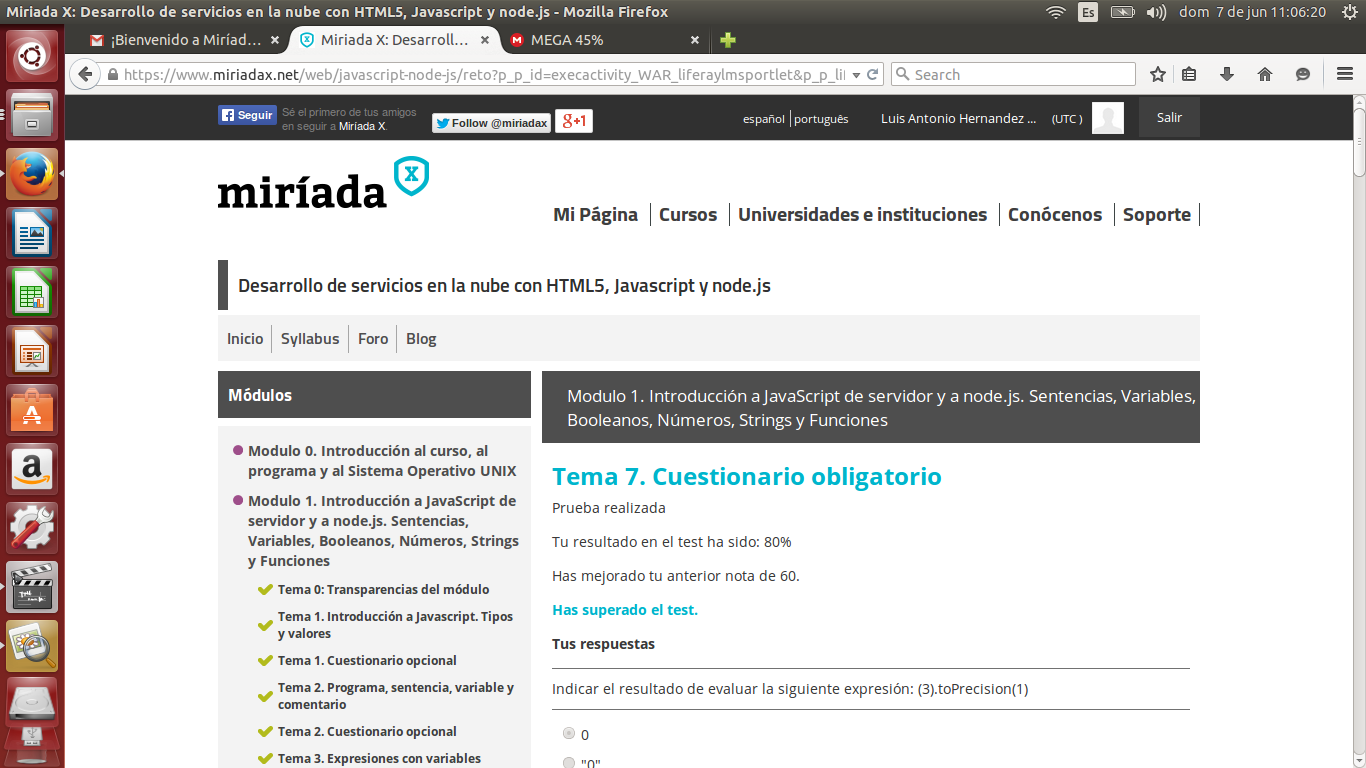 Miriada X: Desarrollo de servicios en la nube con HTML5, Javascript y node.js - Mozilla Firefox
Es
dom 7 de jun 11:06:20
¡Bienvenido a Miríad...
Miriada X: Desarroll...
MEGA 45%
https://www.miriadax.net/web/javascript-node-js/reto?p_p_id=execactivity_WAR_liferaylmsportlet&p_p_li
Search
Seguir
Sé el primero de tus amigos
en seguir a Miríada X.
Follow @miriadax
g+1
español
português
Luis Antonio Hernandez ...
(UTC )
Salir
miríada
X
Mi Página
Cursos
Universidades e instituciones
Conócenos
Soporte
Desarrollo de servicios en la nube con HTML5, Javascript y node.js
Inicio
Syllabus
Foro
Blog
Módulos
Modulo 0. Introducción al curso, al
programa y al Sistema Operativo UNIX
Modulo 1. Introducción a JavaScript de
servidor y a node.js. Sentencias,
Variables, Booleanos, Números, Strings
y Funciones
Tema 0: Transparencias del módulo
Tema 1. Introducción a Javascript. Tipos
y valores
Tema 1. Cuestionario opcional
Tema 2. Programa, sentencia, variable y
comentario
Tema 2. Cuestionario opcional
Tema 3. Expresiones con variables
Modulo 1. Introducción a JavaScript de servidor y a node.js. Sentencias, Variables,
Booleanos, Números, Strings y Funciones
Tema 7. Cuestionario obligatorio
Prueba realizada
Tu resultado en el test ha sido: 80%
Has mejorado tu anterior nota de 60.
Has superado el test.
Tus respuestas
Indicar el resultado de evaluar la siguiente expresión: (3).toPrecision(1)
0
"0"